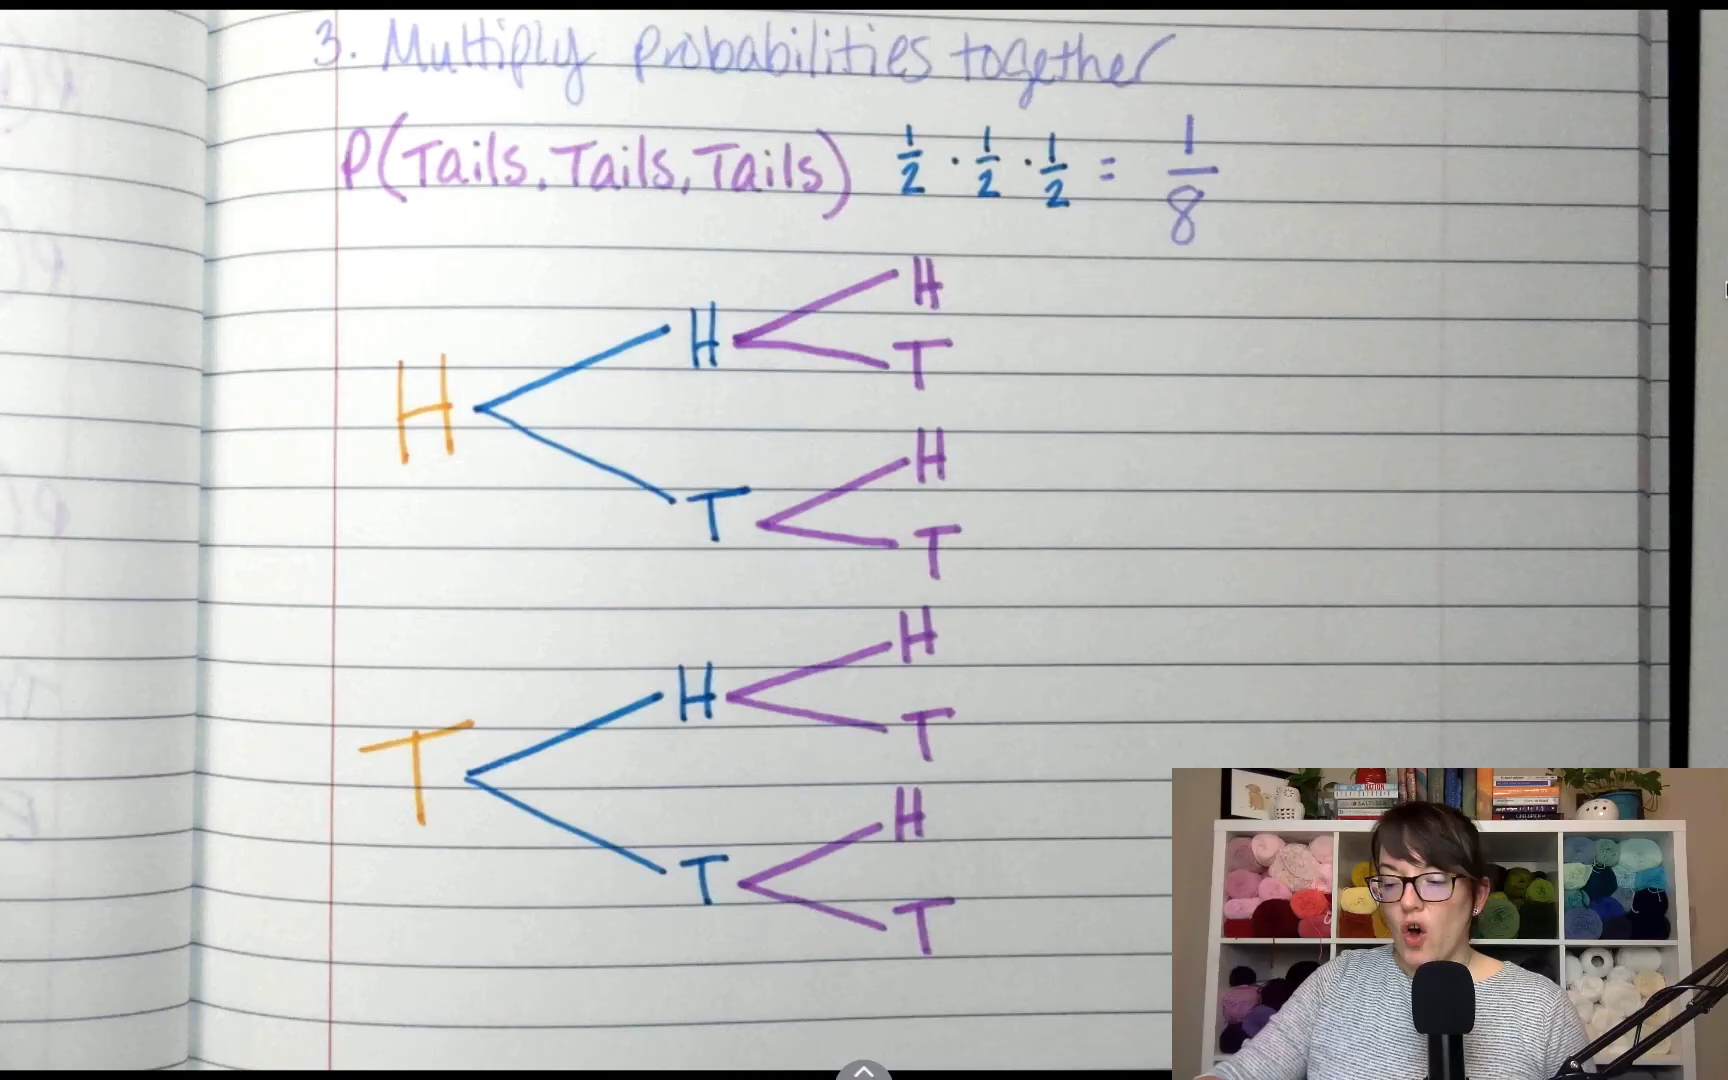 3. Multiply probabilities together
P(Tails, Tails, Tails) 1/2 · 1/2 · 1/2 = 1/8
H
H
T
H
H
T
T
H
H
T
T
H
T
T